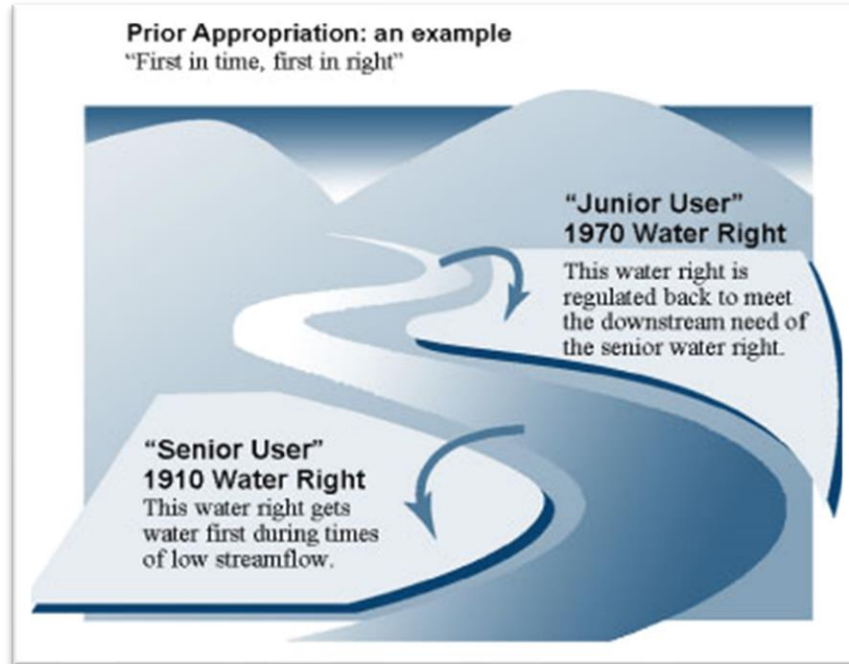 Prior Appropriation: an example
“First in time, first in right”
“Junior User”
1970 Water Right
This water right is
regulated back to meet
the downstream need of
the senior water right.
“Senior User”
1910 Water Right
This water right gets
water first during times
of low streamflow.